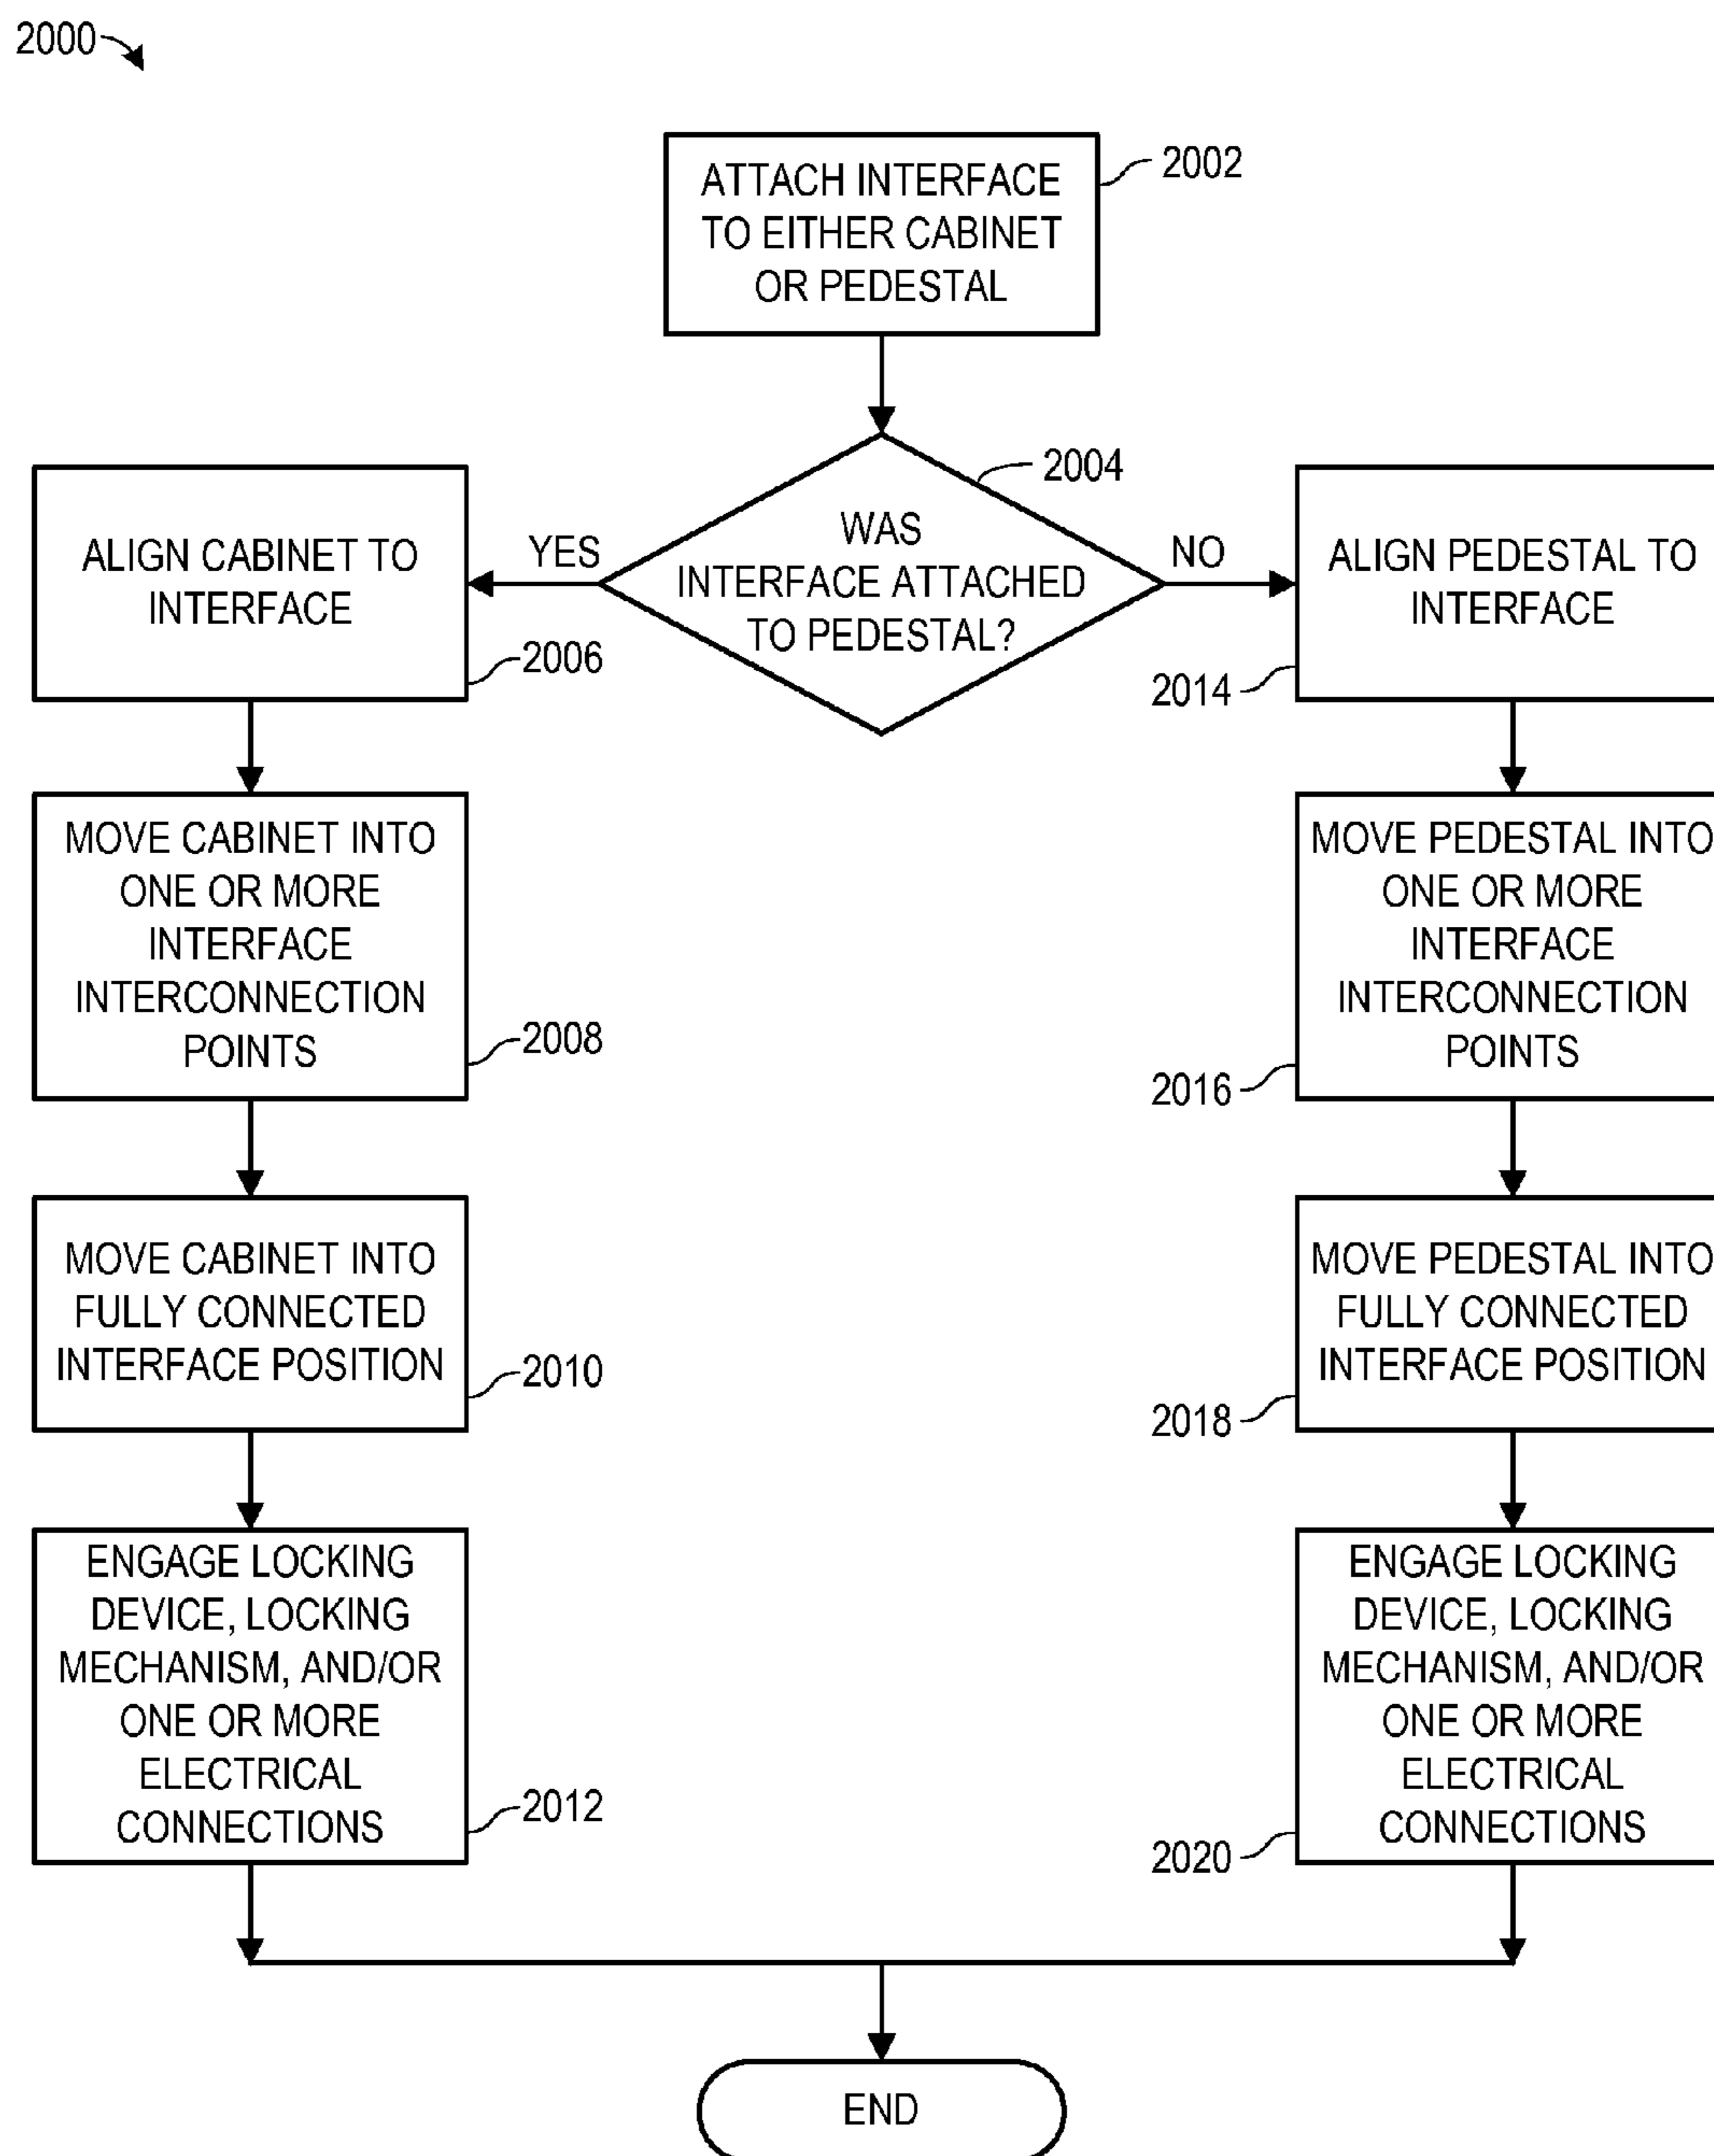 2000
ATTACH INTERFACE
TO EITHER CABINET
OR PEDESTAL
2002
WAS
INTERFACE ATTACHED
TO PEDESTAL?
2004
YES
NO
ALIGN CABINET TO
INTERFACE
2006
MOVE CABINET INTO
ONE OR MORE
INTERFACE
INTERCONNECTION
POINTS
2008
MOVE CABINET INTO
FULLY CONNECTED
INTERFACE POSITION
2010
ENGAGE LOCKING
DEVICE, LOCKING
MECHANISM, AND/OR
ONE OR MORE
ELECTRICAL
CONNECTIONS
2012
ALIGN PEDESTAL TO
INTERFACE
2014
MOVE PEDESTAL INTO
ONE OR MORE
INTERFACE
INTERCONNECTION
POINTS
2016
MOVE PEDESTAL INTO
FULLY CONNECTED
INTERFACE POSITION
2018
ENGAGE LOCKING
DEVICE, LOCKING
MECHANISM, AND/OR
ONE OR MORE
ELECTRICAL
CONNECTIONS
2020
END